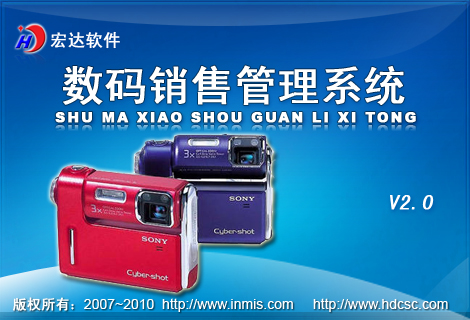 宏达软件
数码销售管理系统
SHU MA XIAO SHOU GUAN LI XI TONG
3x
SONY
Cyber-shot
3x
SONY
Cyber-shot
V2.0
版权所有：2007~2010 http://www.inmis.com http://www.hdcsc.com